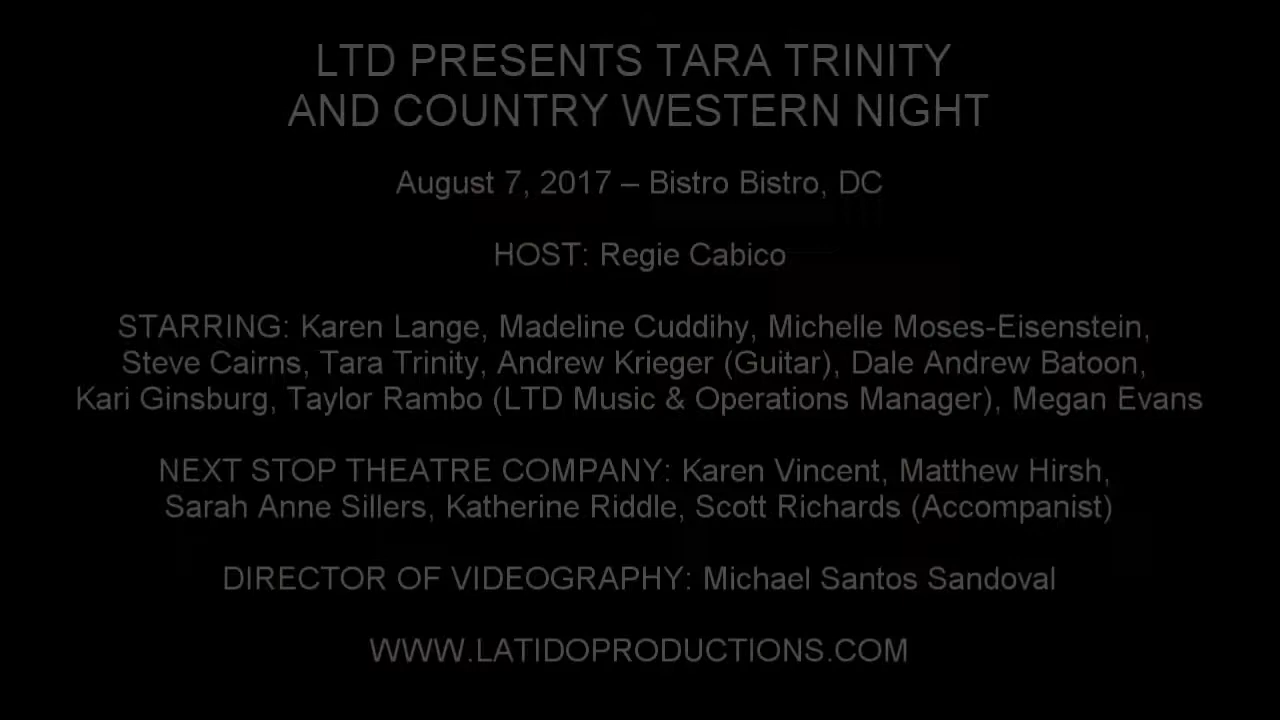 LTD PRESENTS TARA TRINITY
AND COUNTRY WESTERN NIGHT
August 7, 2017 – Bistro Bistro, DC
HOST: Regie Cabico
STARRING: Karen Lange, Madeline Cuddihy, Michelle Moses-Eisenstein,
Steve Cairns, Tara Trinity, Andrew Krieger (Guitar), Dale Andrew Batoon,
Kari Ginsburg, Taylor Rambo (LTD Music & Operations Manager), Megan Evans
NEXT STOP THEATRE COMPANY: Karen Vincent, Matthew Hirsh,
Sarah Anne Sillers, Katherine Riddle, Scott Richards (Accompanist)
DIRECTOR OF VIDEOGRAPHY: Michael Santos Sandoval
WWW.LATIDOPRODUCTIONS.COM